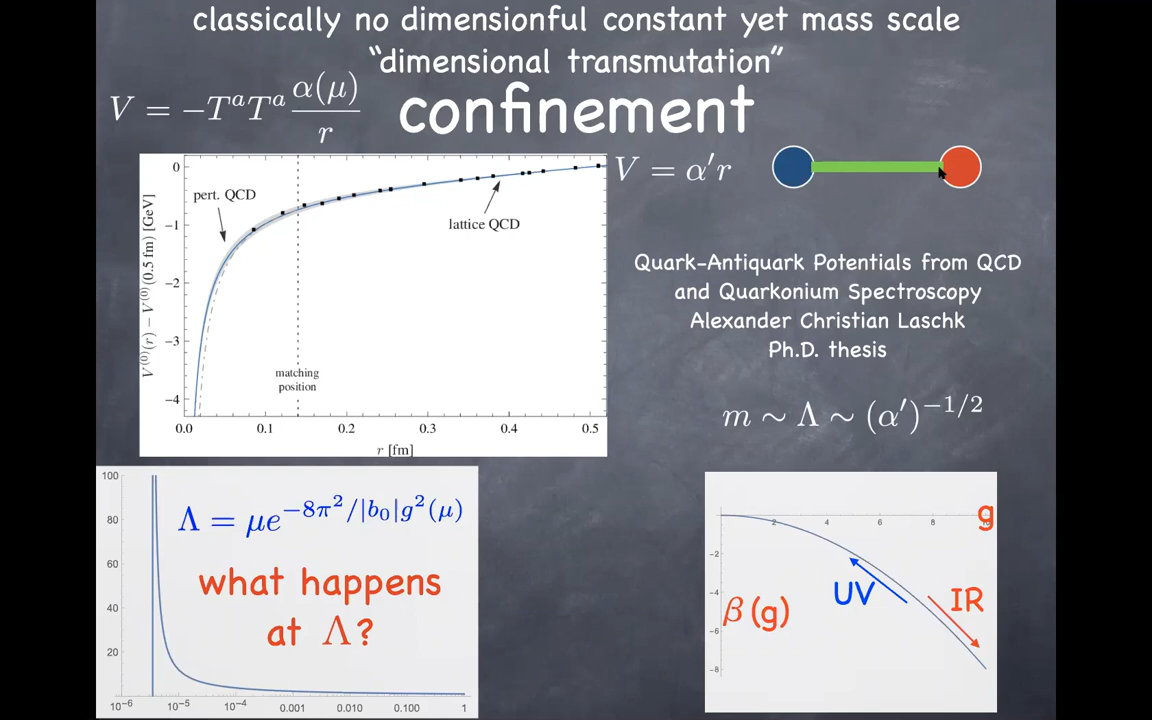 classically no dimensionful constant yet mass scale
“dimensional transmutation”
V = −TᵃTᵃ α(μ)/r
confinement
V = α′r
0
−1
−2
−3
−4
V⁽⁰⁾(r) − V⁽⁰⁾(0.5 fm) [GeV]
pert. QCD
lattice QCD
matching
position
0.0 0.1 0.2 0.3 0.4 0.5
r [fm]
Quark-Antiquark Potentials from QCD
and Quarkonium Spectroscopy
Alexander Christian Laschk
Ph.D. thesis
m ∼ Λ ∼ (α′)^{−1/2}
100
80
60
40
20
Λ = μe^{−8π²/|b₀|g²(μ)}
what happens
at Λ?
10⁻⁶ 10⁻⁵ 10⁻⁴ 0.001 0.010 0.100 1
g
2 4 6 8
−2
−4
−6
−8
β(g)
UV
IR